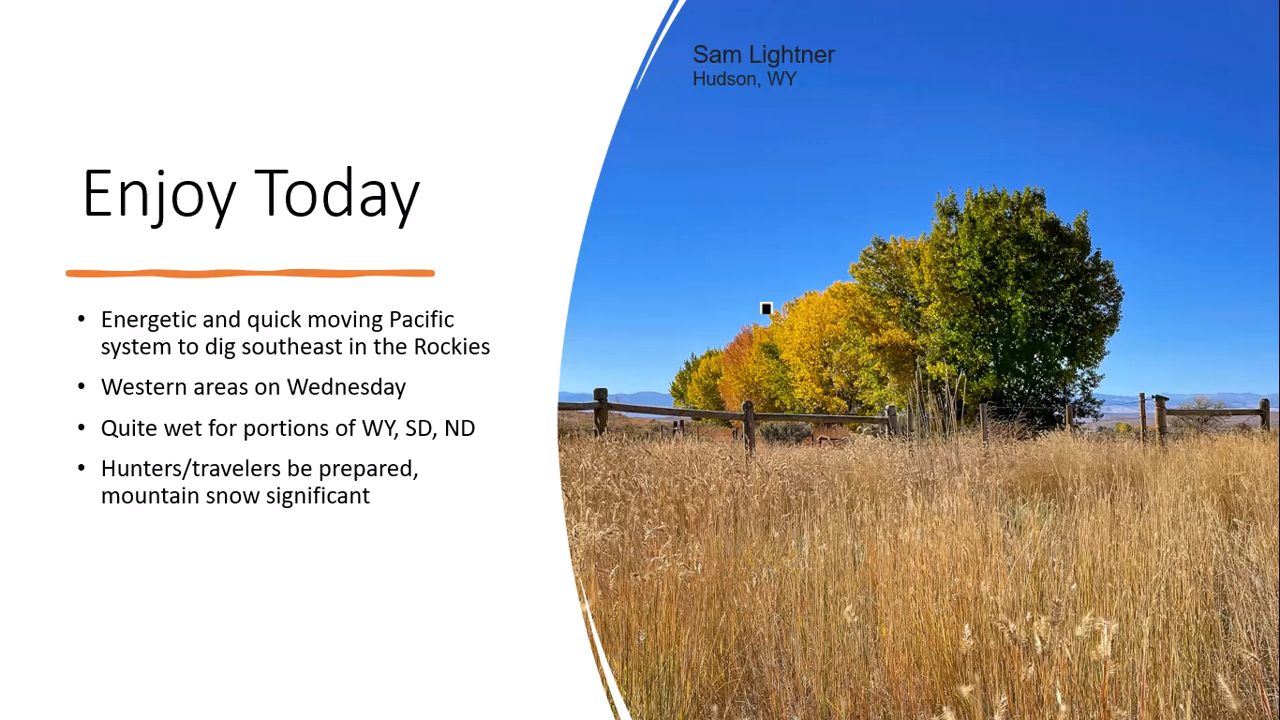 Sam Lightner
Hudson, WY
Enjoy Today
• Energetic and quick moving Pacific
system to dig southeast in the Rockies
• Western areas on Wednesday
• Quite wet for portions of WY, SD, ND
• Hunters/travelers be prepared,
mountain snow significant